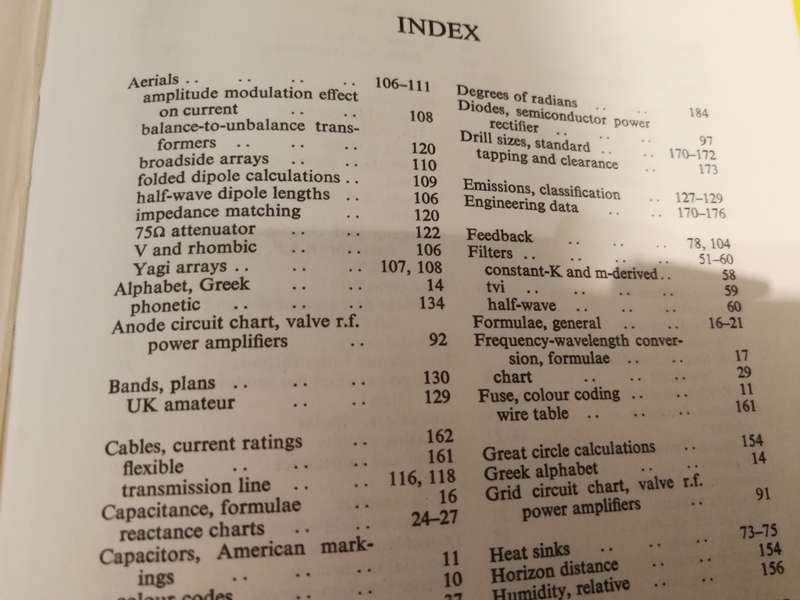 INDEX
Aerials .. .. .. .. 106–111
amplitude modulation effect
on current .. .. 108
balance-to-unbalance trans-
formers .. .. .. 120
broadside arrays .. .. 110
folded dipole calculations .. 109
half-wave dipole lengths .. 106
impedance matching .. 120
75Ω attenuator .. .. 122
V and rhombic .. .. 106
Yagi arrays .. .. .. 107, 108
Alphabet, Greek .. .. 14
phonetic .. .. .. 134
Anode circuit chart, valve r.f.
power amplifiers .. 92
Bands, plans .. .. .. 130
UK amateur .. .. 129
Cables, current ratings .. 162
flexible .. .. .. 161
transmission line .. .. 116, 118
Capacitance, formulae .. 16
reactance charts .. .. 24–27
Capacitors, American mark-
ings .. .. .. 11
colour codes .. .. 10
27
Degrees of radians .. .. 184
Diodes, semiconductor power
rectifier .. .. .. 97
Drill sizes, standard .. .. 170–172
tapping and clearance .. 173
Emissions, classification .. 127–129
Engineering data .. .. 170–176
Feedback .. .. .. 78, 104
Filters .. .. .. .. 51–60
constant-K and m-derived .. 58
tvi .. .. .. .. 59
half-wave .. .. .. 60
Formulae, general .. .. 16–21
Frequency-wavelength conver-
sion, formulae .. .. 17
chart .. .. .. 29
Fuse, colour coding .. .. 11
wire table .. .. .. 161
Great circle calculations .. 154
Greek alphabet .. .. 14
Grid circuit chart, valve r.f.
power amplifiers .. 91
Heat sinks .. .. .. 73–75
Horizon distance .. .. 154
Humidity, relative .. .. 156